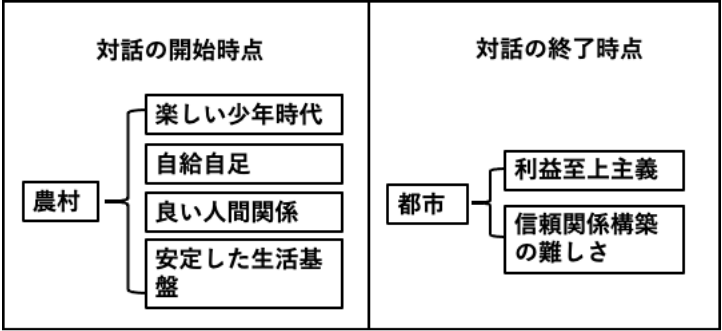 対話の開始時点
農村
楽しい少年時代
自給自足
良い人間関係
安定した生活基
盤
対話の終了時点
都市
利益至上主義
信頼関係構築
の難しさ